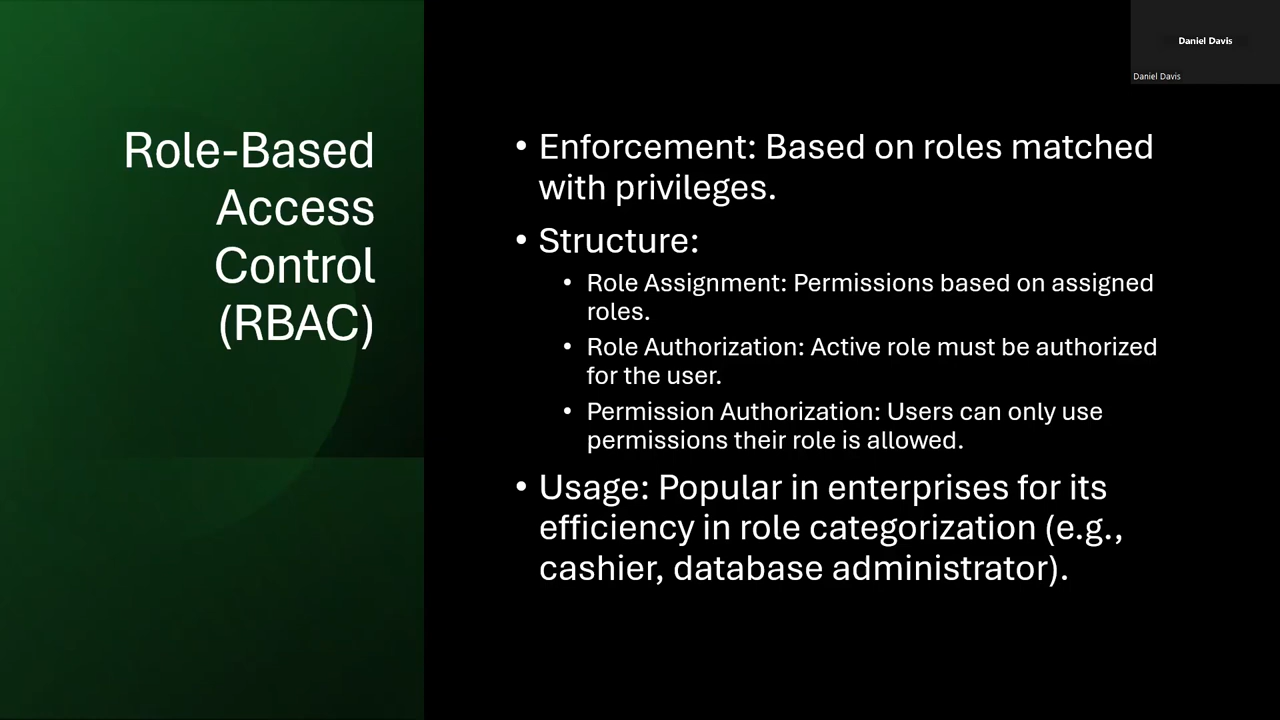 Daniel Davis
Daniel Davis
Role-Based
Access
Control
(RBAC)
• Enforcement: Based on roles matched
with privileges.
• Structure:
• Role Assignment: Permissions based on assigned
roles.
• Role Authorization: Active role must be authorized
for the user.
• Permission Authorization: Users can only use
permissions their role is allowed.
• Usage: Popular in enterprises for its
efficiency in role categorization (e.g.,
cashier, database administrator).